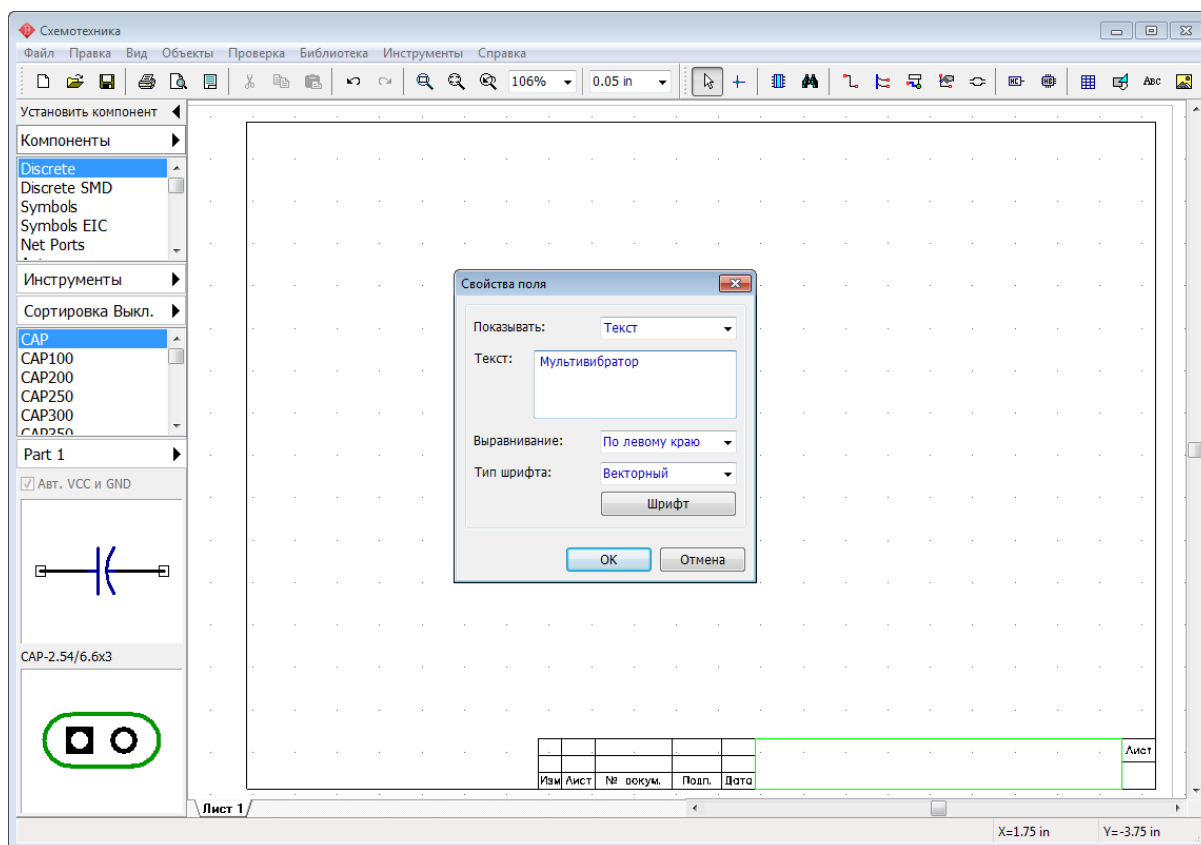 Схемотехника
Файл Правка Вид Объекты Проверка Библиотека Инструменты Справка
106% 0.05 in ABC
Установить компонент
Компоненты
Discrete
Discrete SMD
Symbols
Symbols EIC
Net Ports
Инструменты
Сортировка Выкл.
CAP
CAP100
CAP200
CAP250
CAP300
CAP350
Part 1
Авт. VCC и GND
CAP-2.54/6.6x3
Свойства поля
Показывать: Текст
Текст: Мультивибратор
Выравнивание: По левому краю
Тип шрифта: Векторный
Шрифт
OK Отмена
Лист
Изм Лист № докум. Подп. Дата
Лист 1
X=1.75 in Y=-3.75 in